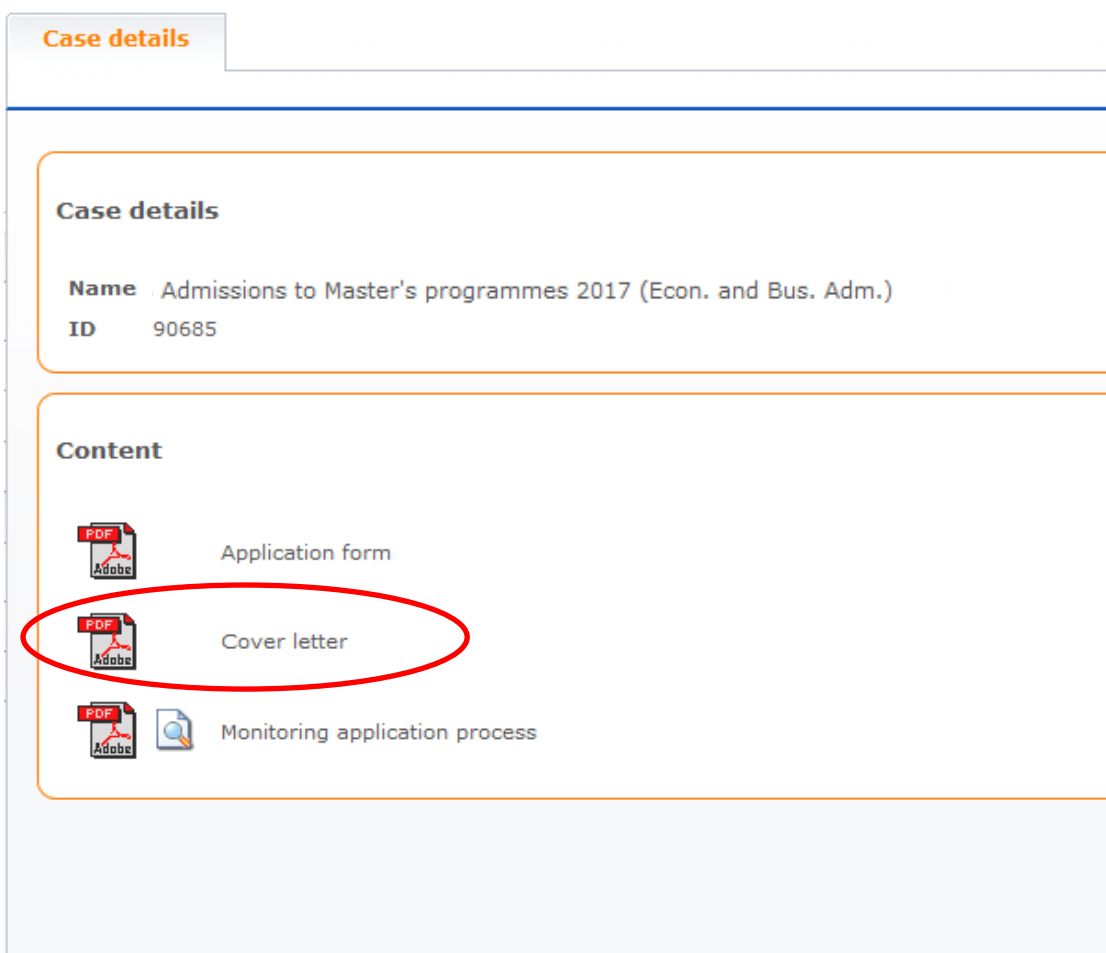 Case details
Case details
Name Admissions to Master's programmes 2017 (Econ. and Bus. Adm.)
ID 90685
Content
PDF
Adobe
Application form
PDF
Adobe
Cover letter
PDF
Adobe
Monitoring application process